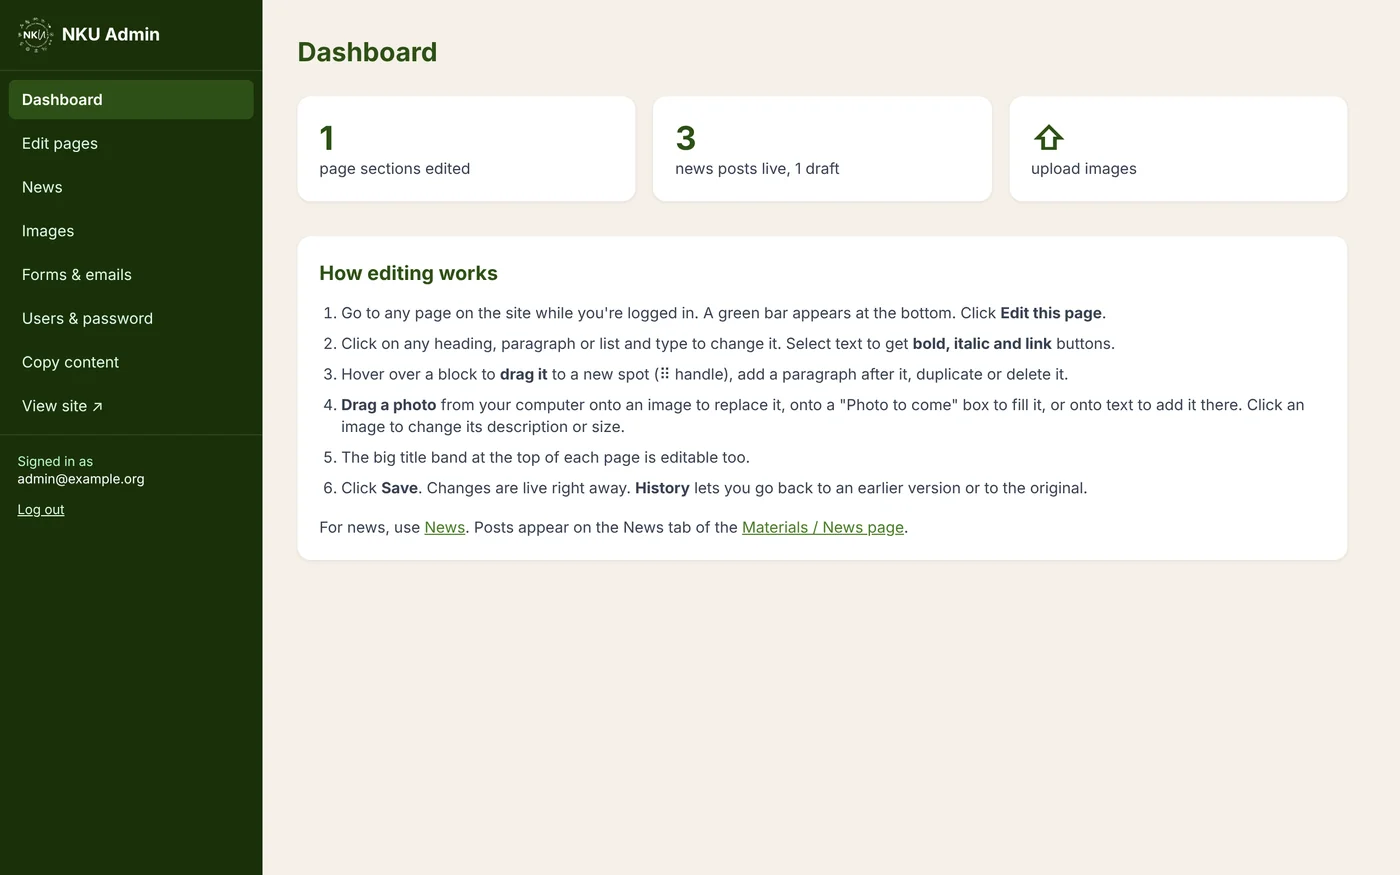 NKU
NKU Admin
Dashboard
Edit pages
News
Images
Forms & emails
Users & password
Copy content
View site ↗
Signed in as
admin@example.org
Log out
Dashboard
1
page sections edited
3
news posts live, 1 draft
⇧
upload images
How editing works
1. Go to any page on the site while you're logged in. A green bar appears at the bottom. Click Edit this page.
2. Click on any heading, paragraph or list and type to change it. Select text to get bold, italic and link buttons.
3. Hover over a block to drag it to a new spot (⠿ handle), add a paragraph after it, duplicate or delete it.
4. Drag a photo from your computer onto an image to replace it, onto a "Photo to come" box to fill it, or onto text to add it there. Click an
image to change its description or size.
5. The big title band at the top of each page is editable too.
6. Click Save. Changes are live right away. History lets you go back to an earlier version or to the original.
For news, use News. Posts appear on the News tab of the Materials / News page.